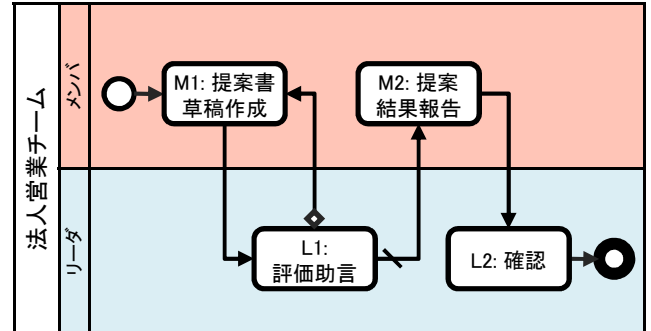 法人営業チーム
メンバ
M1: 提案書
草稿作成
M2: 提案
結果報告
リーダ
L1:
評価助言
L2: 確認